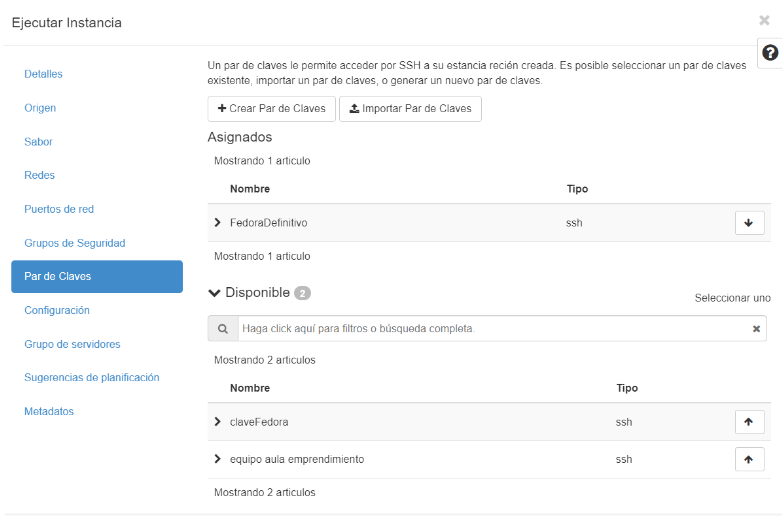 Ejecutar Instancia
Detalles
Origen
Sabor
Redes
Puertos de red
Grupos de Seguridad
Par de Claves
Configuración
Grupo de servidores
Sugerencias de planificación
Metadatos
Un par de claves le permite acceder por SSH a su estancia recién creada. Es posible seleccionar un par de claves
existente, importar un par de claves, o generar un nuevo par de claves.
Crear Par de Claves Importar Par de Claves
Asignados
Mostrando 1 articulo
Nombre Tipo
FedoraDefinitivo ssh
Mostrando 1 articulo
Disponible 2
Seleccionar uno
Haga click aquí para filtros o búsqueda completa.
Mostrando 2 articulos
Nombre Tipo
claveFedora ssh
equipo aula emprendimiento ssh
Mostrando 2 articulos